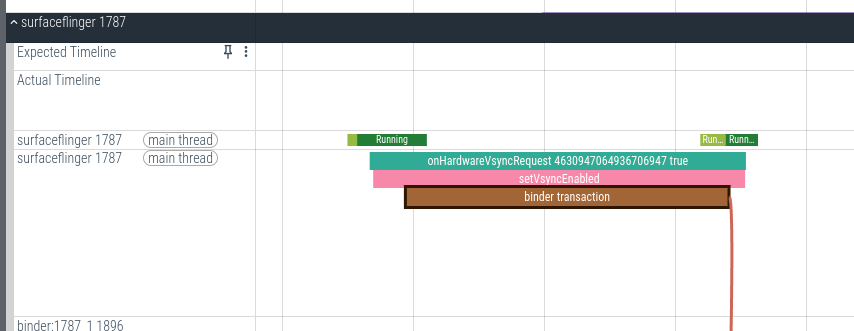 surfaceflinger 1787
Expected Timeline
Actual Timeline
surfaceflinger 1787 main thread Running Run... Runn...
surfaceflinger 1787 main thread onHardwareVsyncRequest 4630947064936706947 true
setVsyncEnabled
binder transaction
binder:1787_1 1896